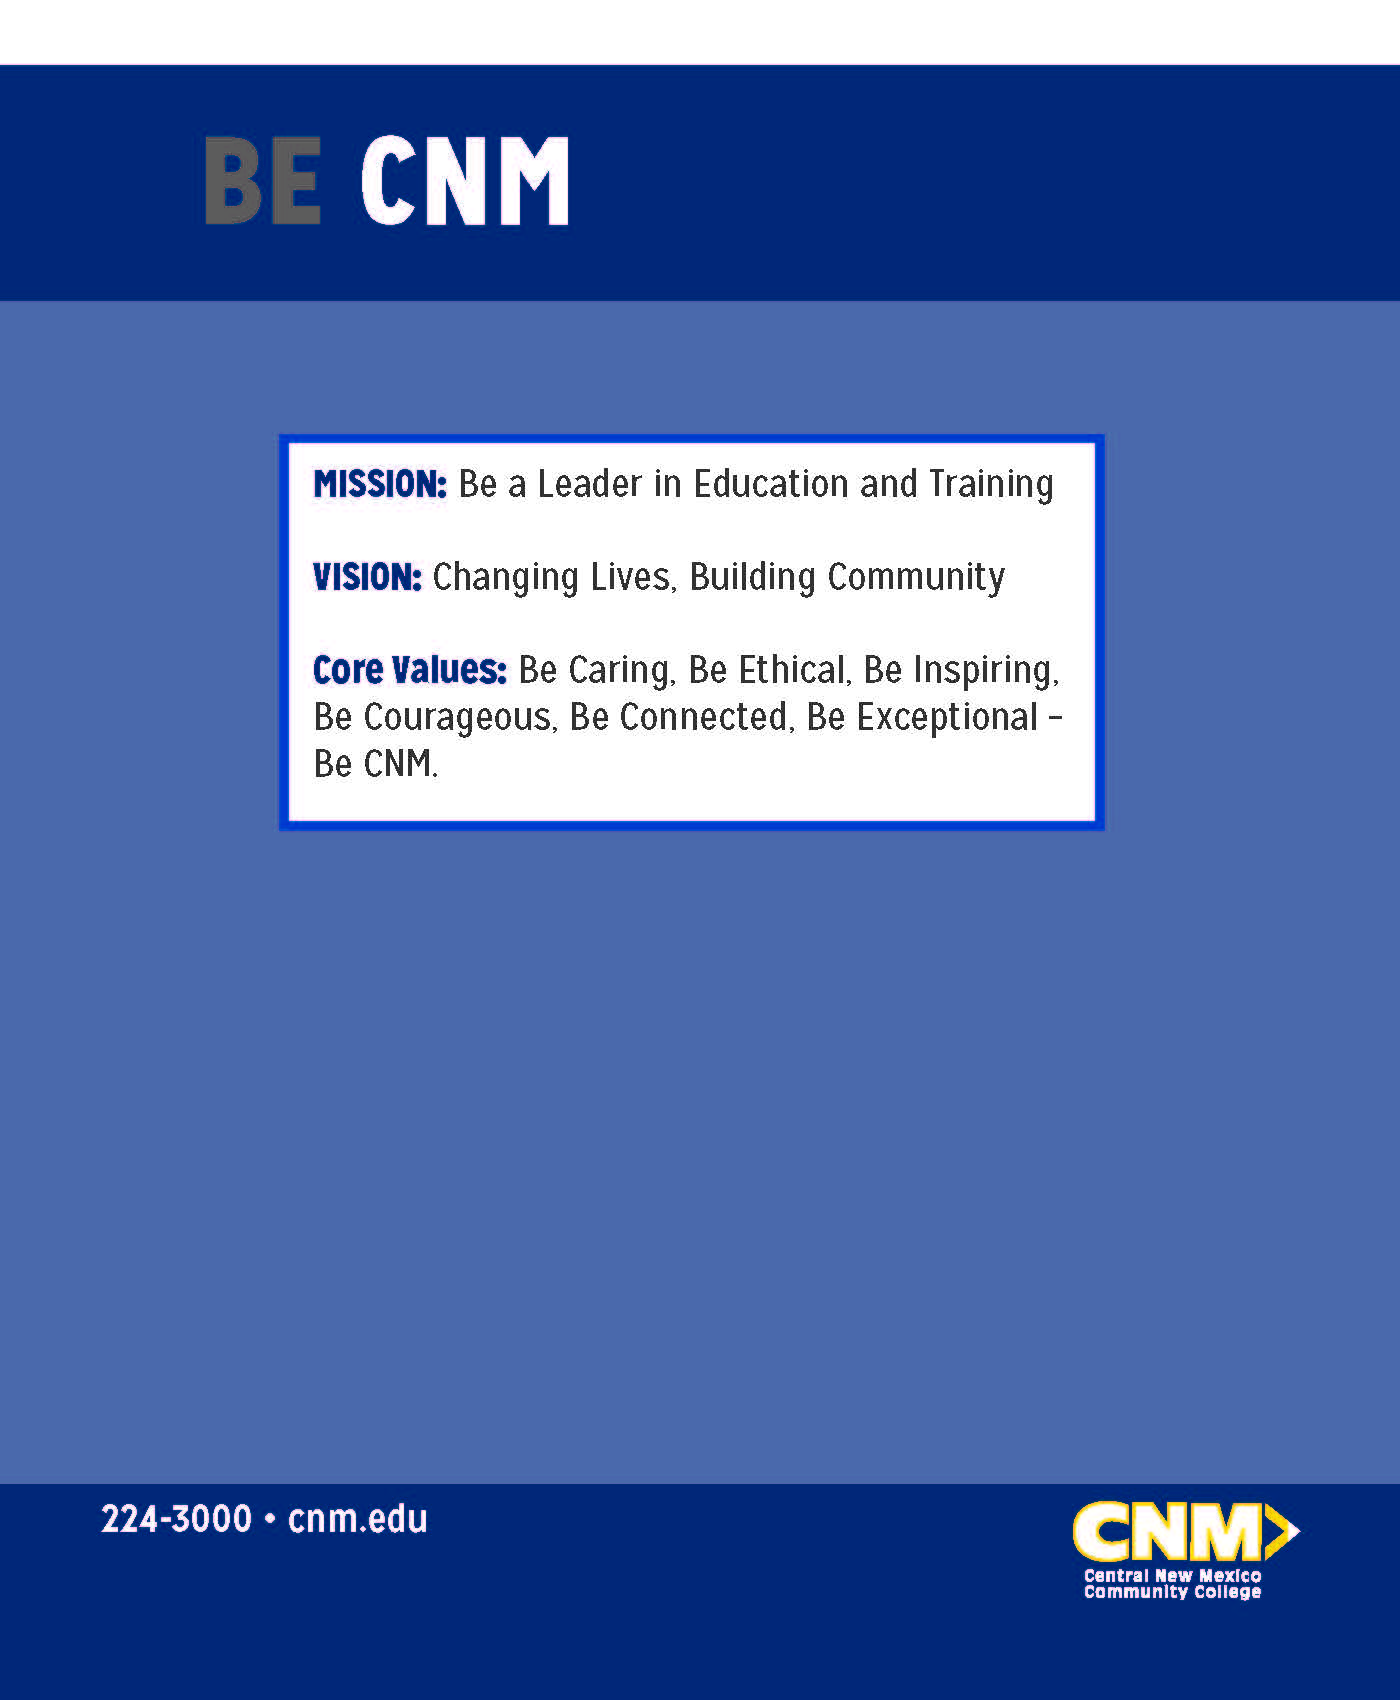 BE CNM
MISSION: Be a Leader in Education and Training
VISION: Changing Lives, Building Community
Core Values: Be Caring, Be Ethical, Be Inspiring,
Be Courageous, Be Connected, Be Exceptional –
Be CNM.
224-3000 • cnm.edu
CNM
Central New Mexico
Community College